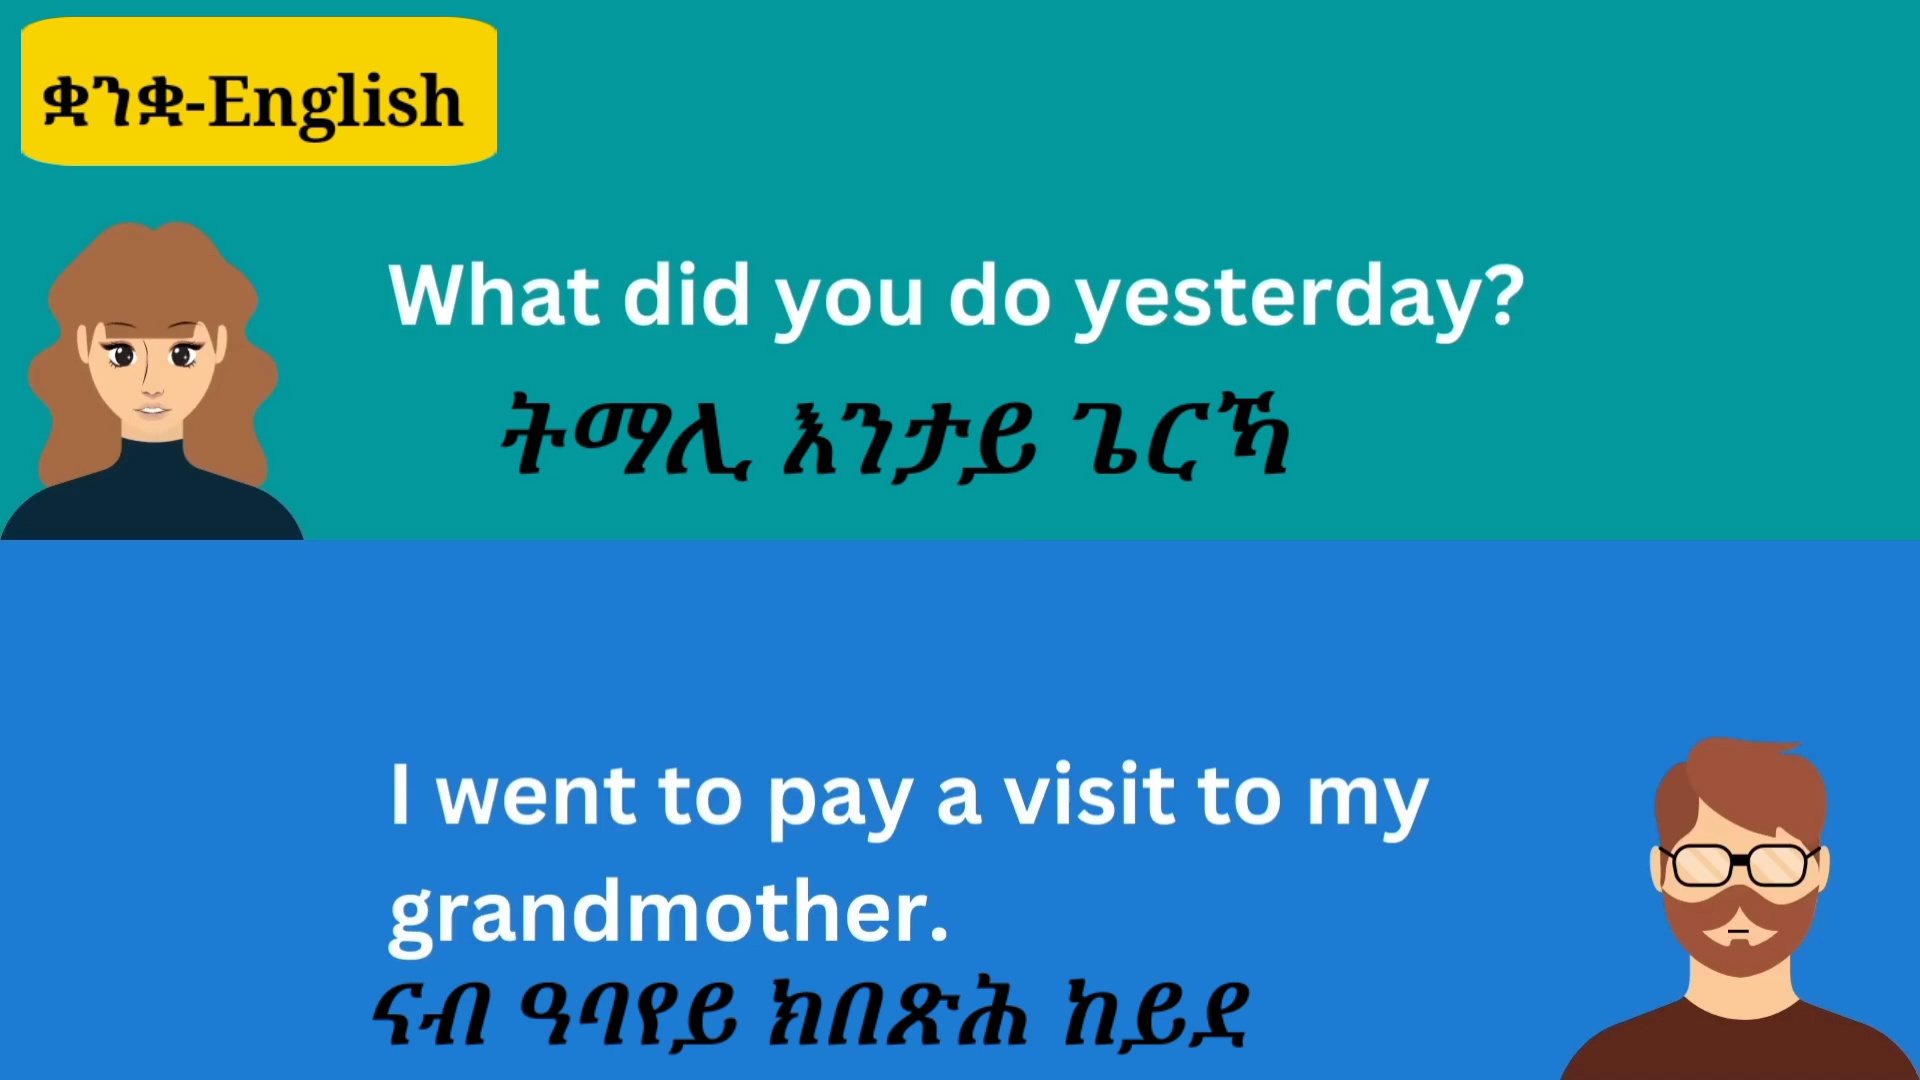 ቋንቋ-English
What did you do yesterday?
ትማሊ እንታይ ጌርኻ
I went to pay a visit to my
grandmother.
ናብ ዓባየይ ክበጽሕ ከይደ